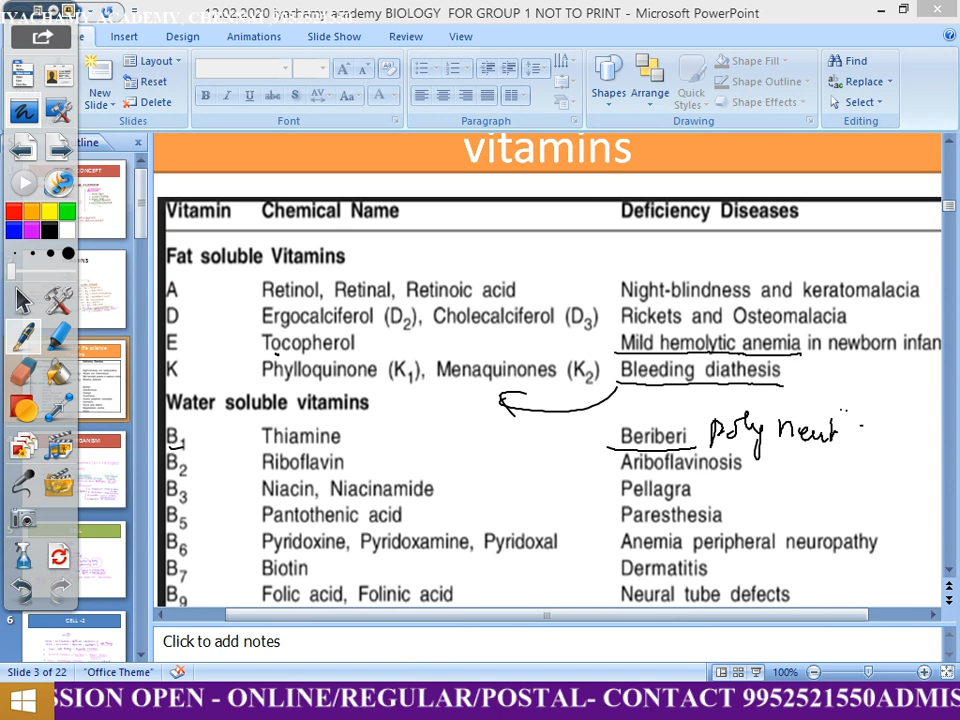 12.02.2020 iyachamy academy BIOLOGY FOR GROUP 1 NOT TO PRINT - Microsoft PowerPoint
Insert Design Animations Slide Show Review View
New Slide
Layout
Reset
Delete
Shapes Arrange Quick Styles
Shape Fill
Shape Outline
Shape Effects
Find
Replace
Select
Slides Font Paragraph Drawing Editing
vitamins
Vitamin Chemical Name Deficiency Diseases
Fat soluble Vitamins
A Retinol, Retinal, Retinoic acid Night-blindness and keratomalacia
D Ergocalciferol (D2), Cholecalciferol (D3) Rickets and Osteomalacia
E Tocopherol Mild hemolytic anemia in newborn infan
K Phylloquinone (K1), Menaquinones (K2) Bleeding diathesis
Water soluble vitamins
B1 Thiamine Beriberi poly neut
B2 Riboflavin Ariboflavinosis
B3 Niacin, Niacinamide Pellagra
B5 Pantothenic acid Paresthesia
B6 Pyridoxine, Pyridoxamine, Pyridoxal Anemia peripheral neuropathy
B7 Biotin Dermatitis
B9 Folic acid, Folinic acid Neural tube defects
6
CELL -2
Click to add notes
Slide 3 of 22 "Office Theme" 100%
SSION OPEN - ONLINE/REGULAR/POSTAL- CONTACT 9952521550ADMIS